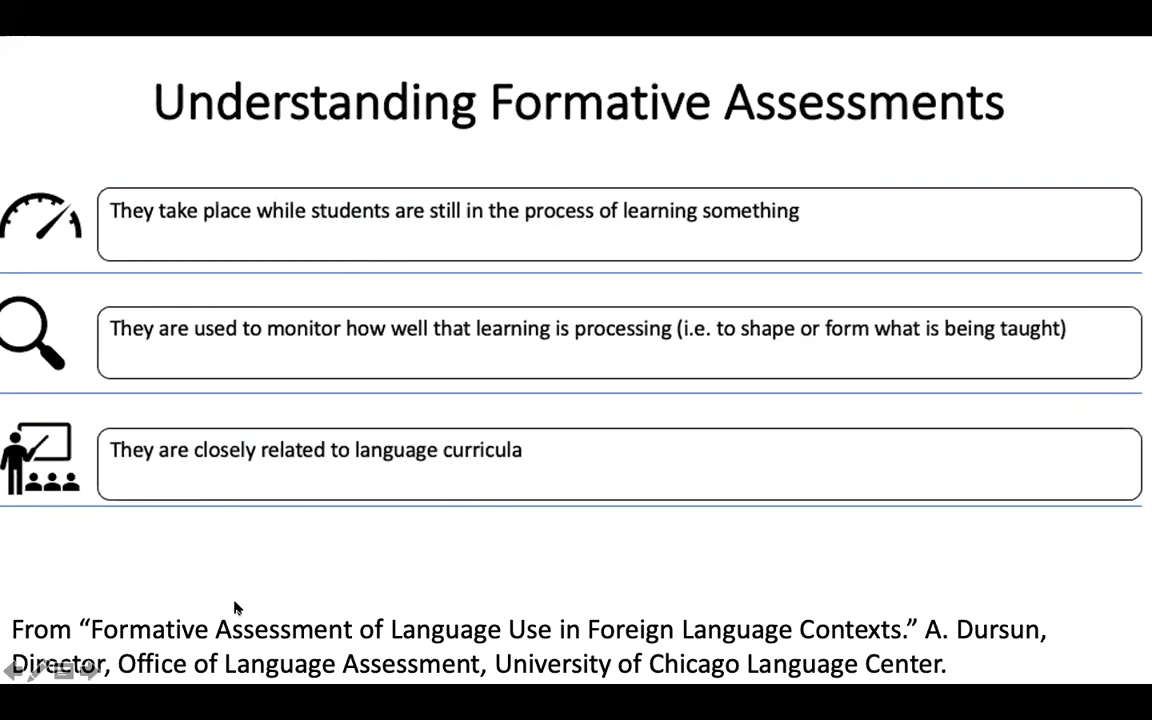 Understanding Formative Assessments
They take place while students are still in the process of learning something
They are used to monitor how well that learning is processing (i.e. to shape or form what is being taught)
They are closely related to language curricula
From “Formative Assessment of Language Use in Foreign Language Contexts.” A. Dursun,
Director, Office of Language Assessment, University of Chicago Language Center.